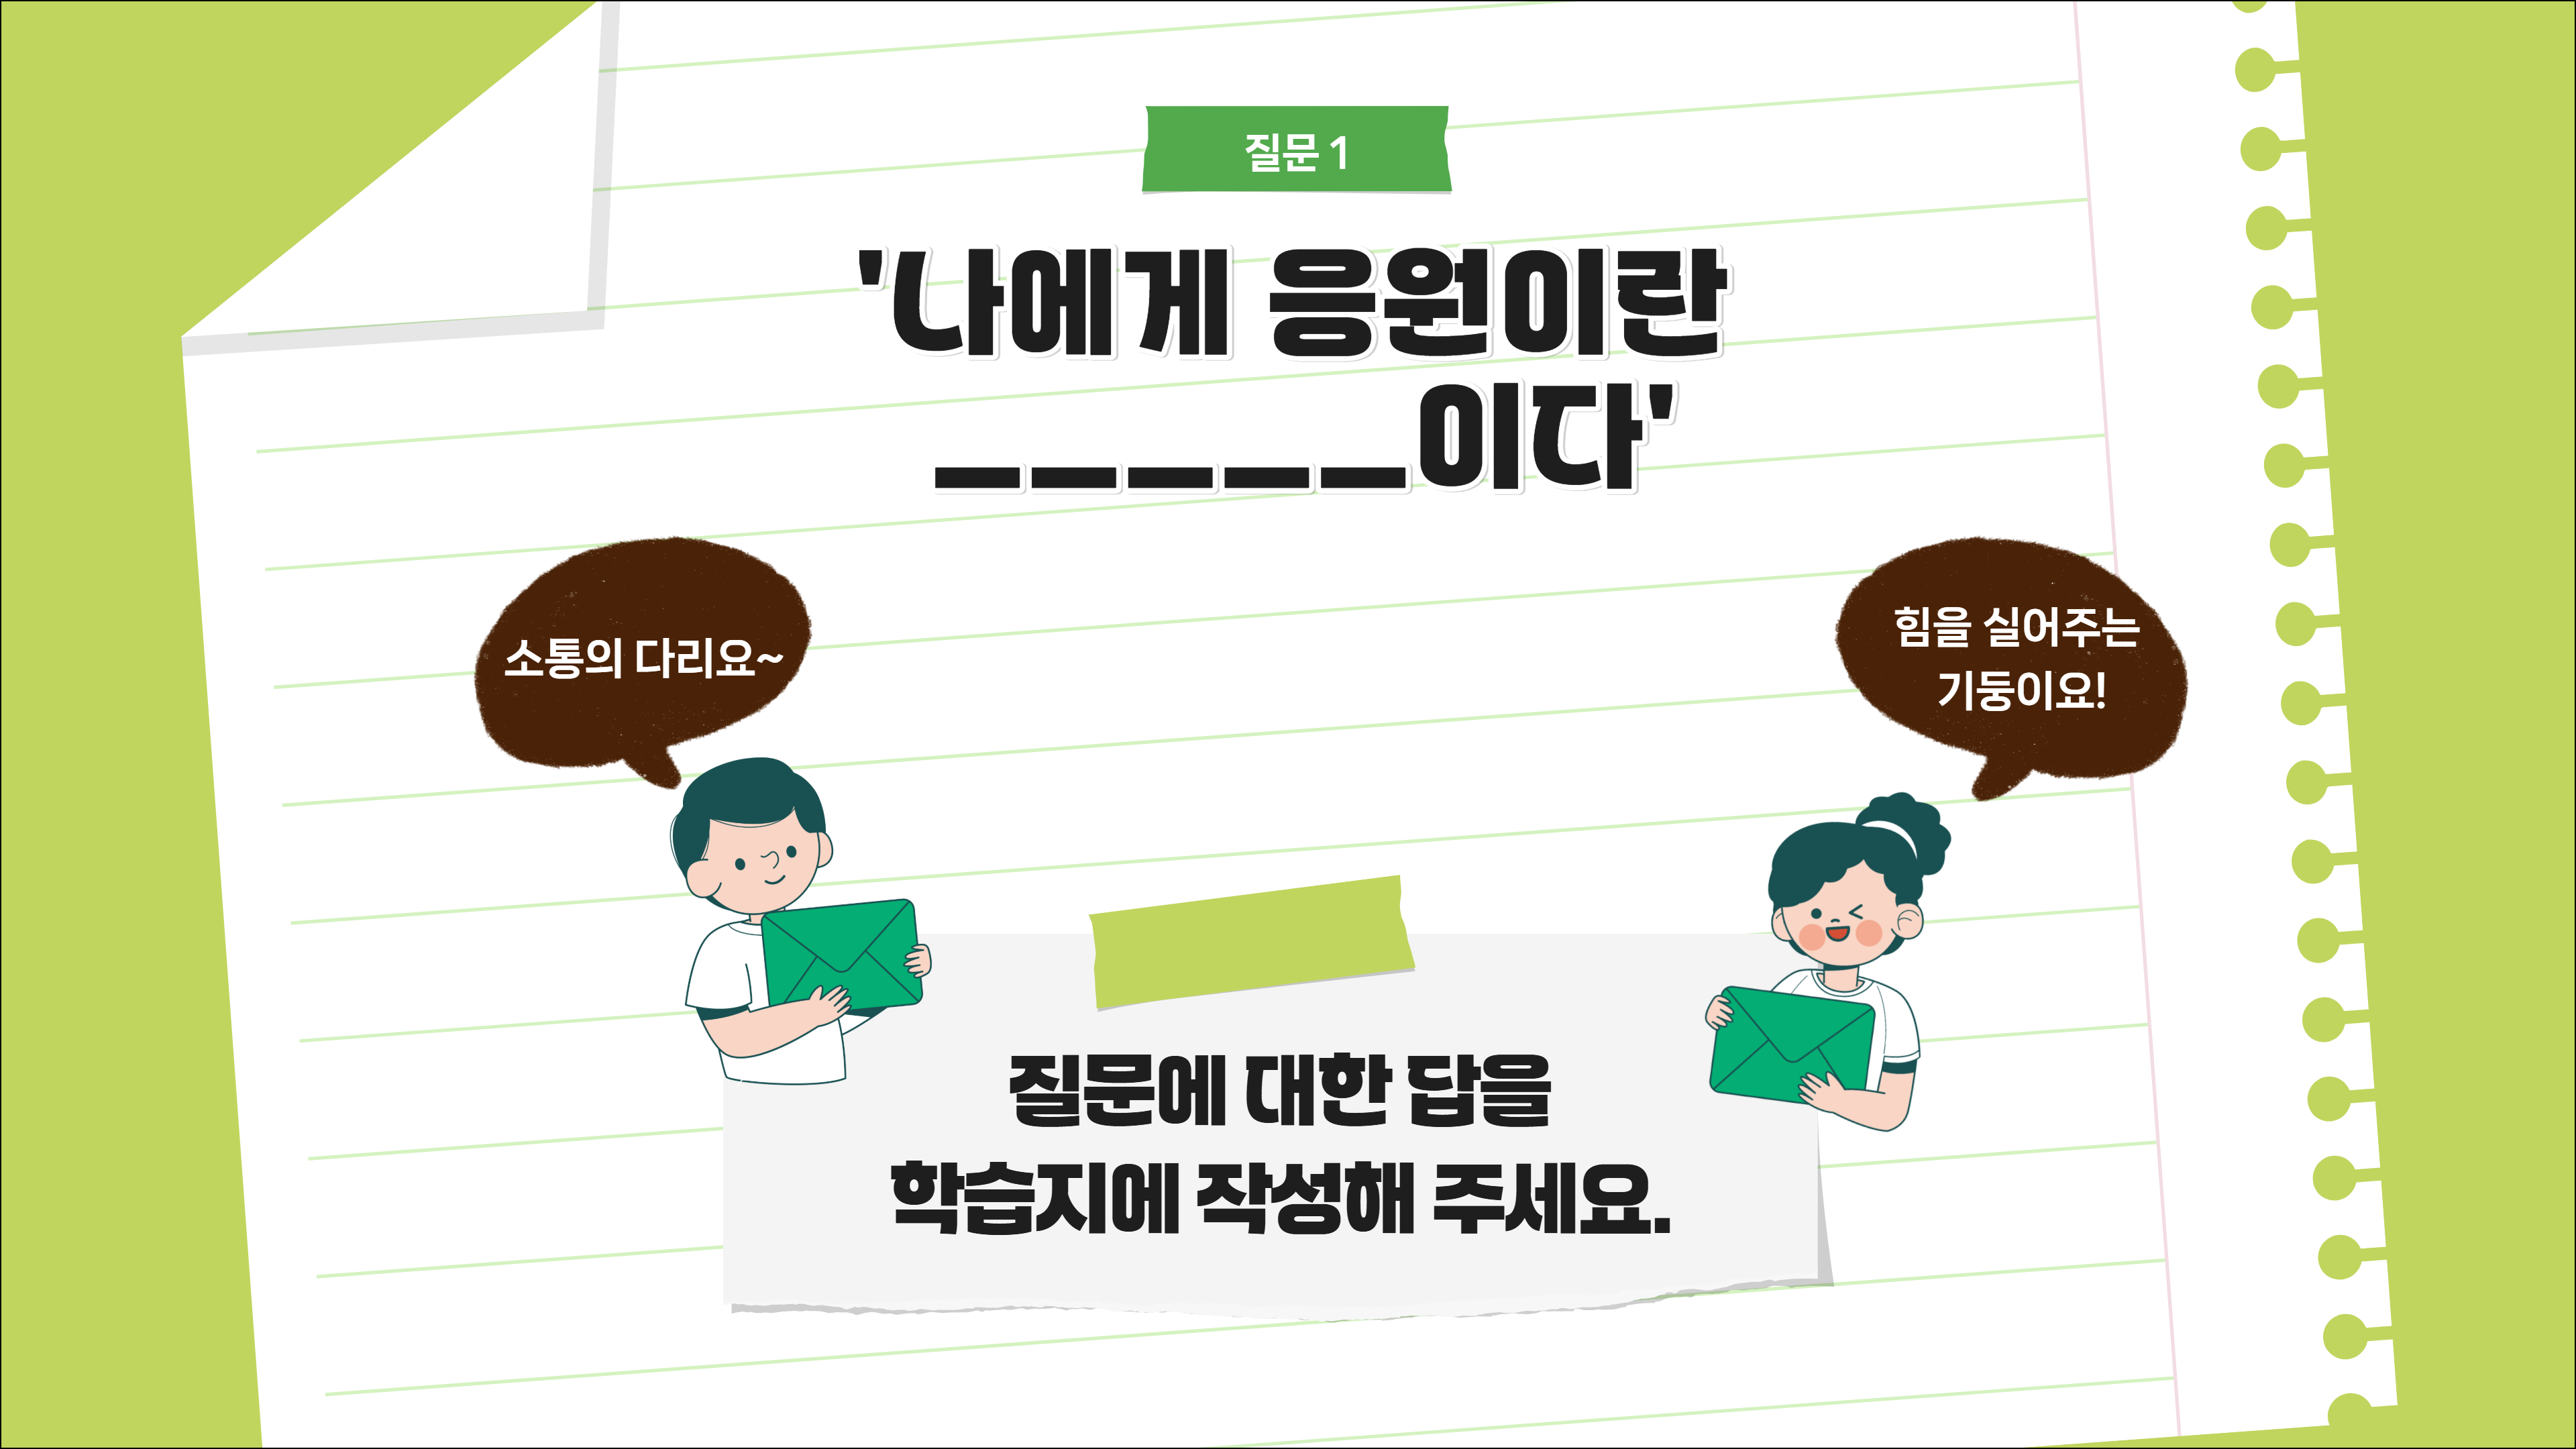 질문 1
'나에게 응원이란
_____이다'
소통의 다리요~
힘을 실어주는
기둥이요!
질문에 대한 답을
학습지에 작성해 주세요.